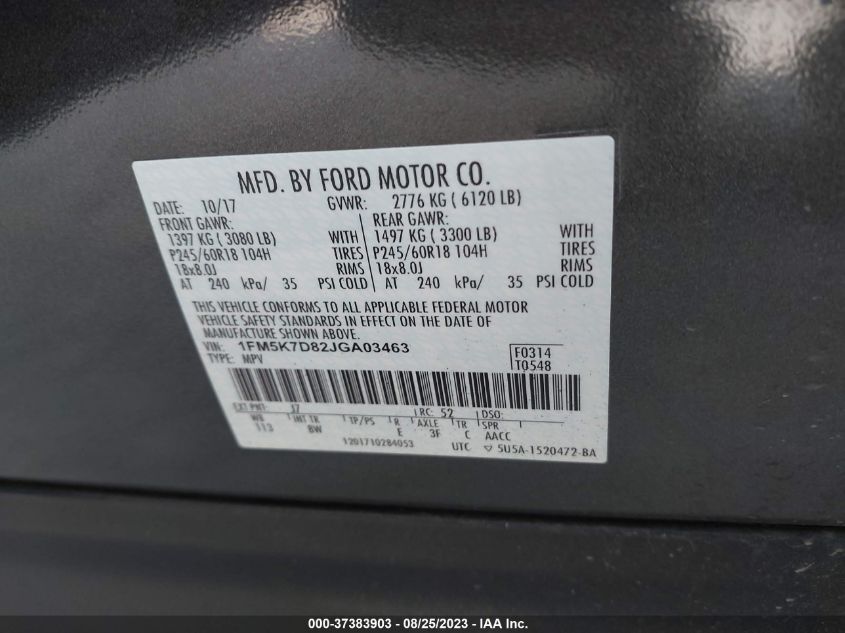 MFD. BY FORD MOTOR CO.
DATE: 10/17 GVWR: 2776 KG ( 6120 LB)
FRONT GAWR: REAR GAWR:
1397 KG ( 3080 LB) WITH 1497 KG ( 3300 LB) WITH
P245/60R18 104H TIRES P245/60R18 104H TIRES
18x8.0J RIMS 18x8.0J RIMS
AT 240 kPa/ 35 PSI COLD AT 240 kPa/ 35 PSI COLD
THIS VEHICLE CONFORMS TO ALL APPLICABLE FEDERAL MOTOR
VEHICLE SAFETY STANDARDS IN EFFECT ON THE DATE OF
MANUFACTURE SHOWN ABOVE.
VIN: 1FM5K7D82JGA03463 F0314
TYPE: MPV T0548
EXT PNT: J7 RC: 52 DSO:
WB INT TR TP/PS R AXLE TR SPR
113 BW E 3F C AACC
1201710284053 UTC ▽ 5U5A-1520472-BA
000-37383903 - 08/25/2023 - IAA Inc.